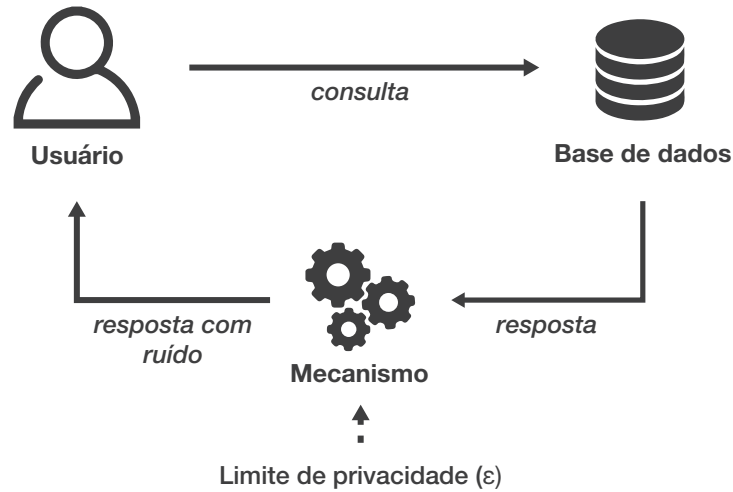 consulta
Usuário
Base de dados
resposta com
ruído
resposta
Mecanismo
Limite de privacidade (ε)